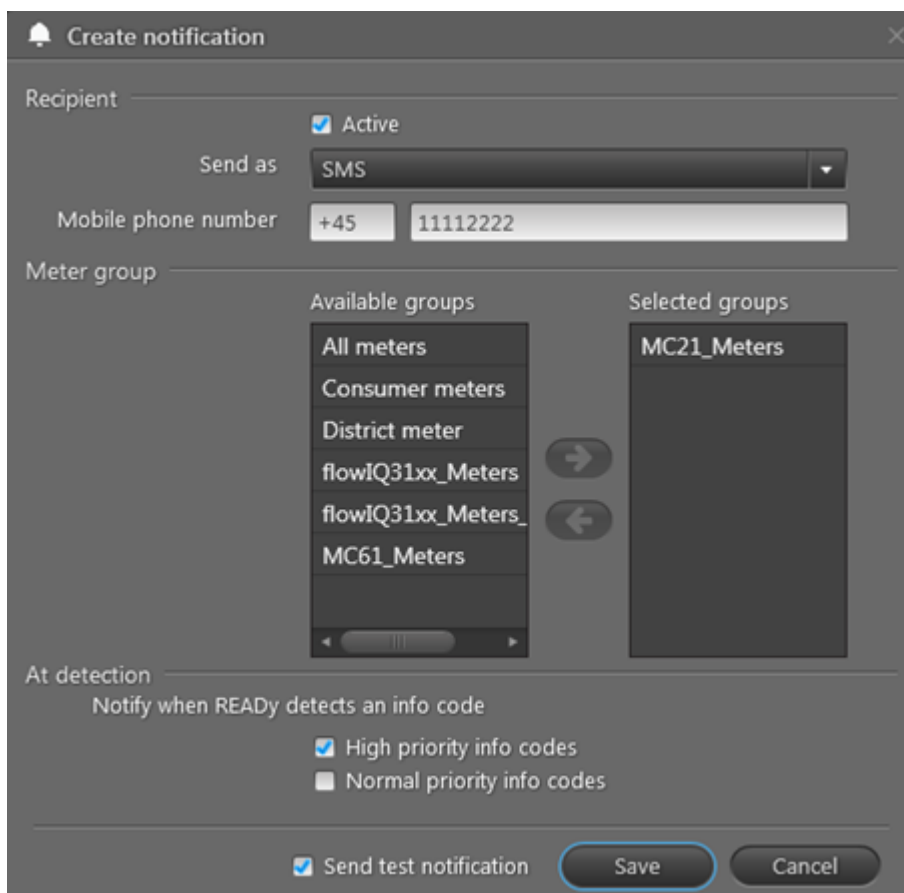 Create notification
Recipient
Active
Send as SMS
Mobile phone number +45 11112222
Meter group
Available groups Selected groups
All meters MC21_Meters
Consumer meters
District meter
flowIQ31xx_Meters
flowIQ31xx_Meters_
MC61_Meters
At detection
Notify when READy detects an info code
High priority info codes
Normal priority info codes
Send test notification Save Cancel